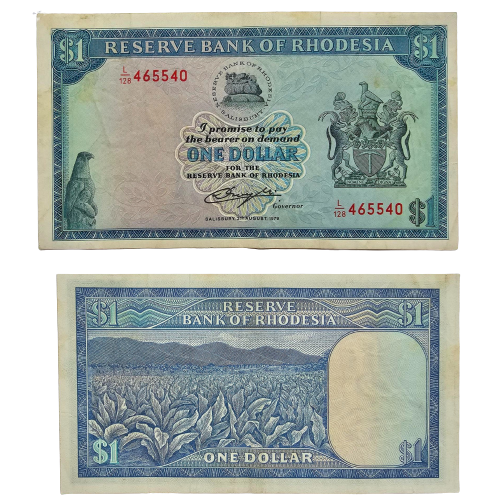 $1 RESERVE BANK OF RHODESIA $1
L/128 465540
RESERVE BANK OF RHODESIA
SALISBURY
I promise to pay
the bearer on demand
ONE DOLLAR
FOR THE
RESERVE BANK OF RHODESIA
Governor
L/128 465540
SALISBURY, AUGUST 1979
$
$1 RESERVE $1
BANK OF RHODESIA
$1 ONE DOLLAR $1